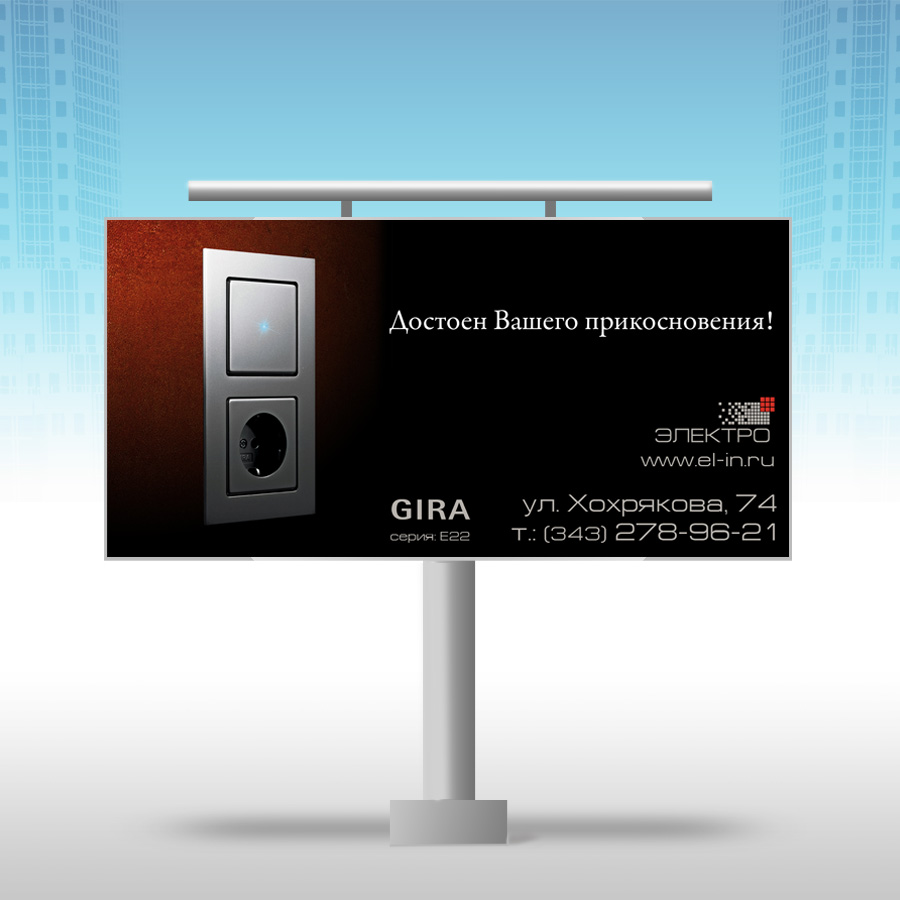 Достоен Вашего прикосновения!
ЭЛЕКТРО
www.el-in.ru
GIRA
серия: E22
ул. Хохрякова, 74
т.: (343) 278-96-21